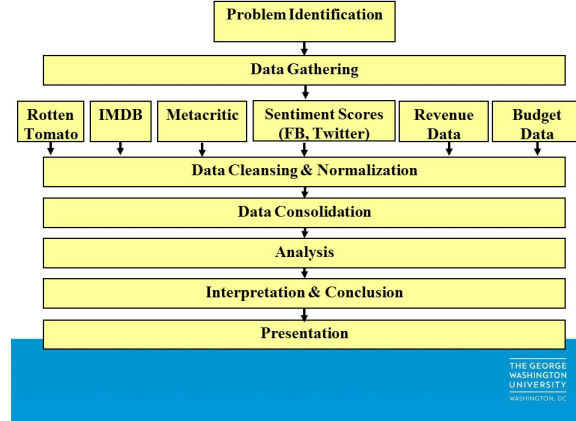 Problem Identification
Data Gathering
Rotten
Tomato
IMDB
Metacritic
Sentiment Scores
(FB, Twitter)
Revenue
Data
Budget
Data
Data Cleansing & Normalization
Data Consolidation
Analysis
Interpretation & Conclusion
Presentation
THE GEORGE
WASHINGTON
UNIVERSITY
WASHINGTON, DC